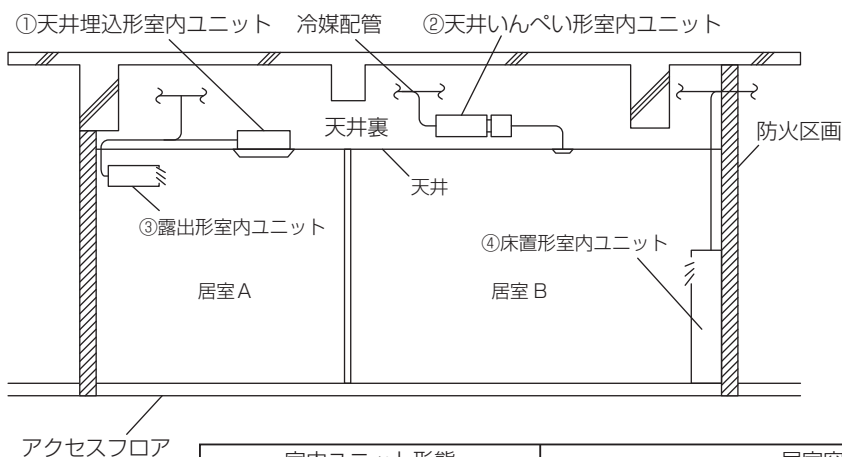 ①天井埋込形室内ユニット 冷媒配管 ②天井いんぺい形室内ユニット
天井裏
防火区画
天井
③露出形室内ユニット
④床置形室内ユニット
居室A 居室B
アクセスフロア